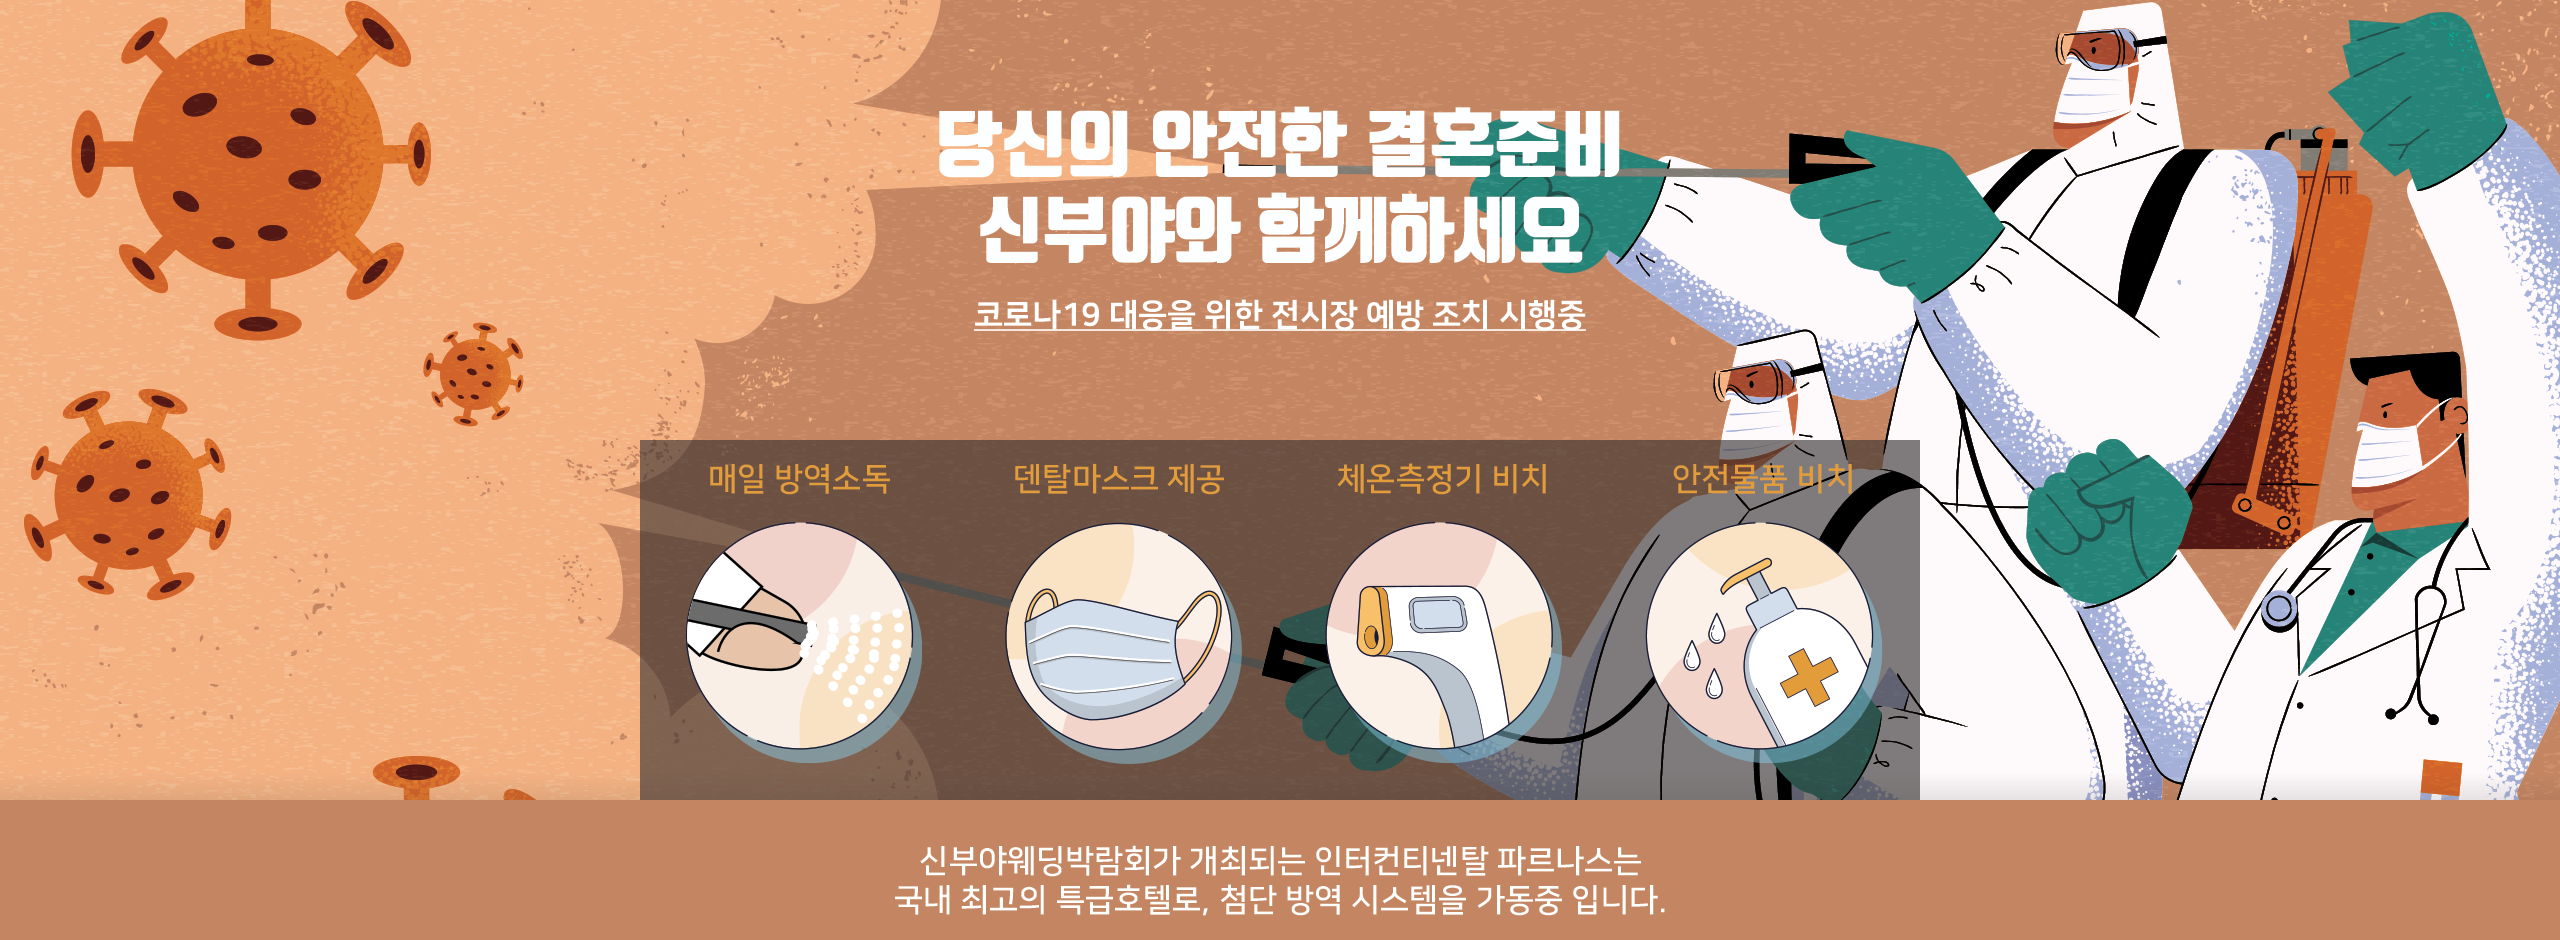 당신의 안전한 결혼준비
신부야와 함께하세요
코로나19 대응을 위한 전시장 예방 조치 시행중
매일 방역소독
덴탈마스크 제공
체온측정기 비치
안전물품 비치
신부야웨딩박람회가 개최되는 인터컨티넨탈 파르나스는
국내 최고의 특급호텔로, 첨단 방역 시스템을 가동중 입니다.